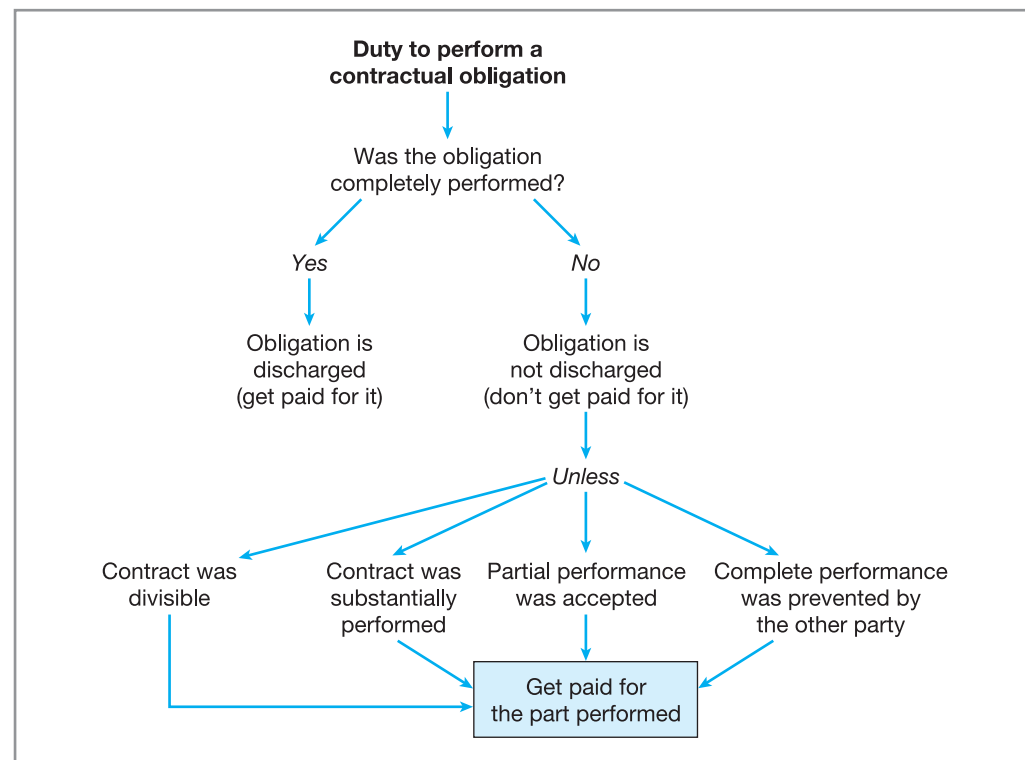 Duty to perform a
contractual obligation
Was the obligation
completely performed?
Yes
No
Obligation is
discharged
(get paid for it)
Obligation is
not discharged
(don't get paid for it)
Unless
Contract was
divisible
Contract was
substantially
performed
Partial performance
was accepted
Complete performance
was prevented by
the other party
Get paid for
the part performed